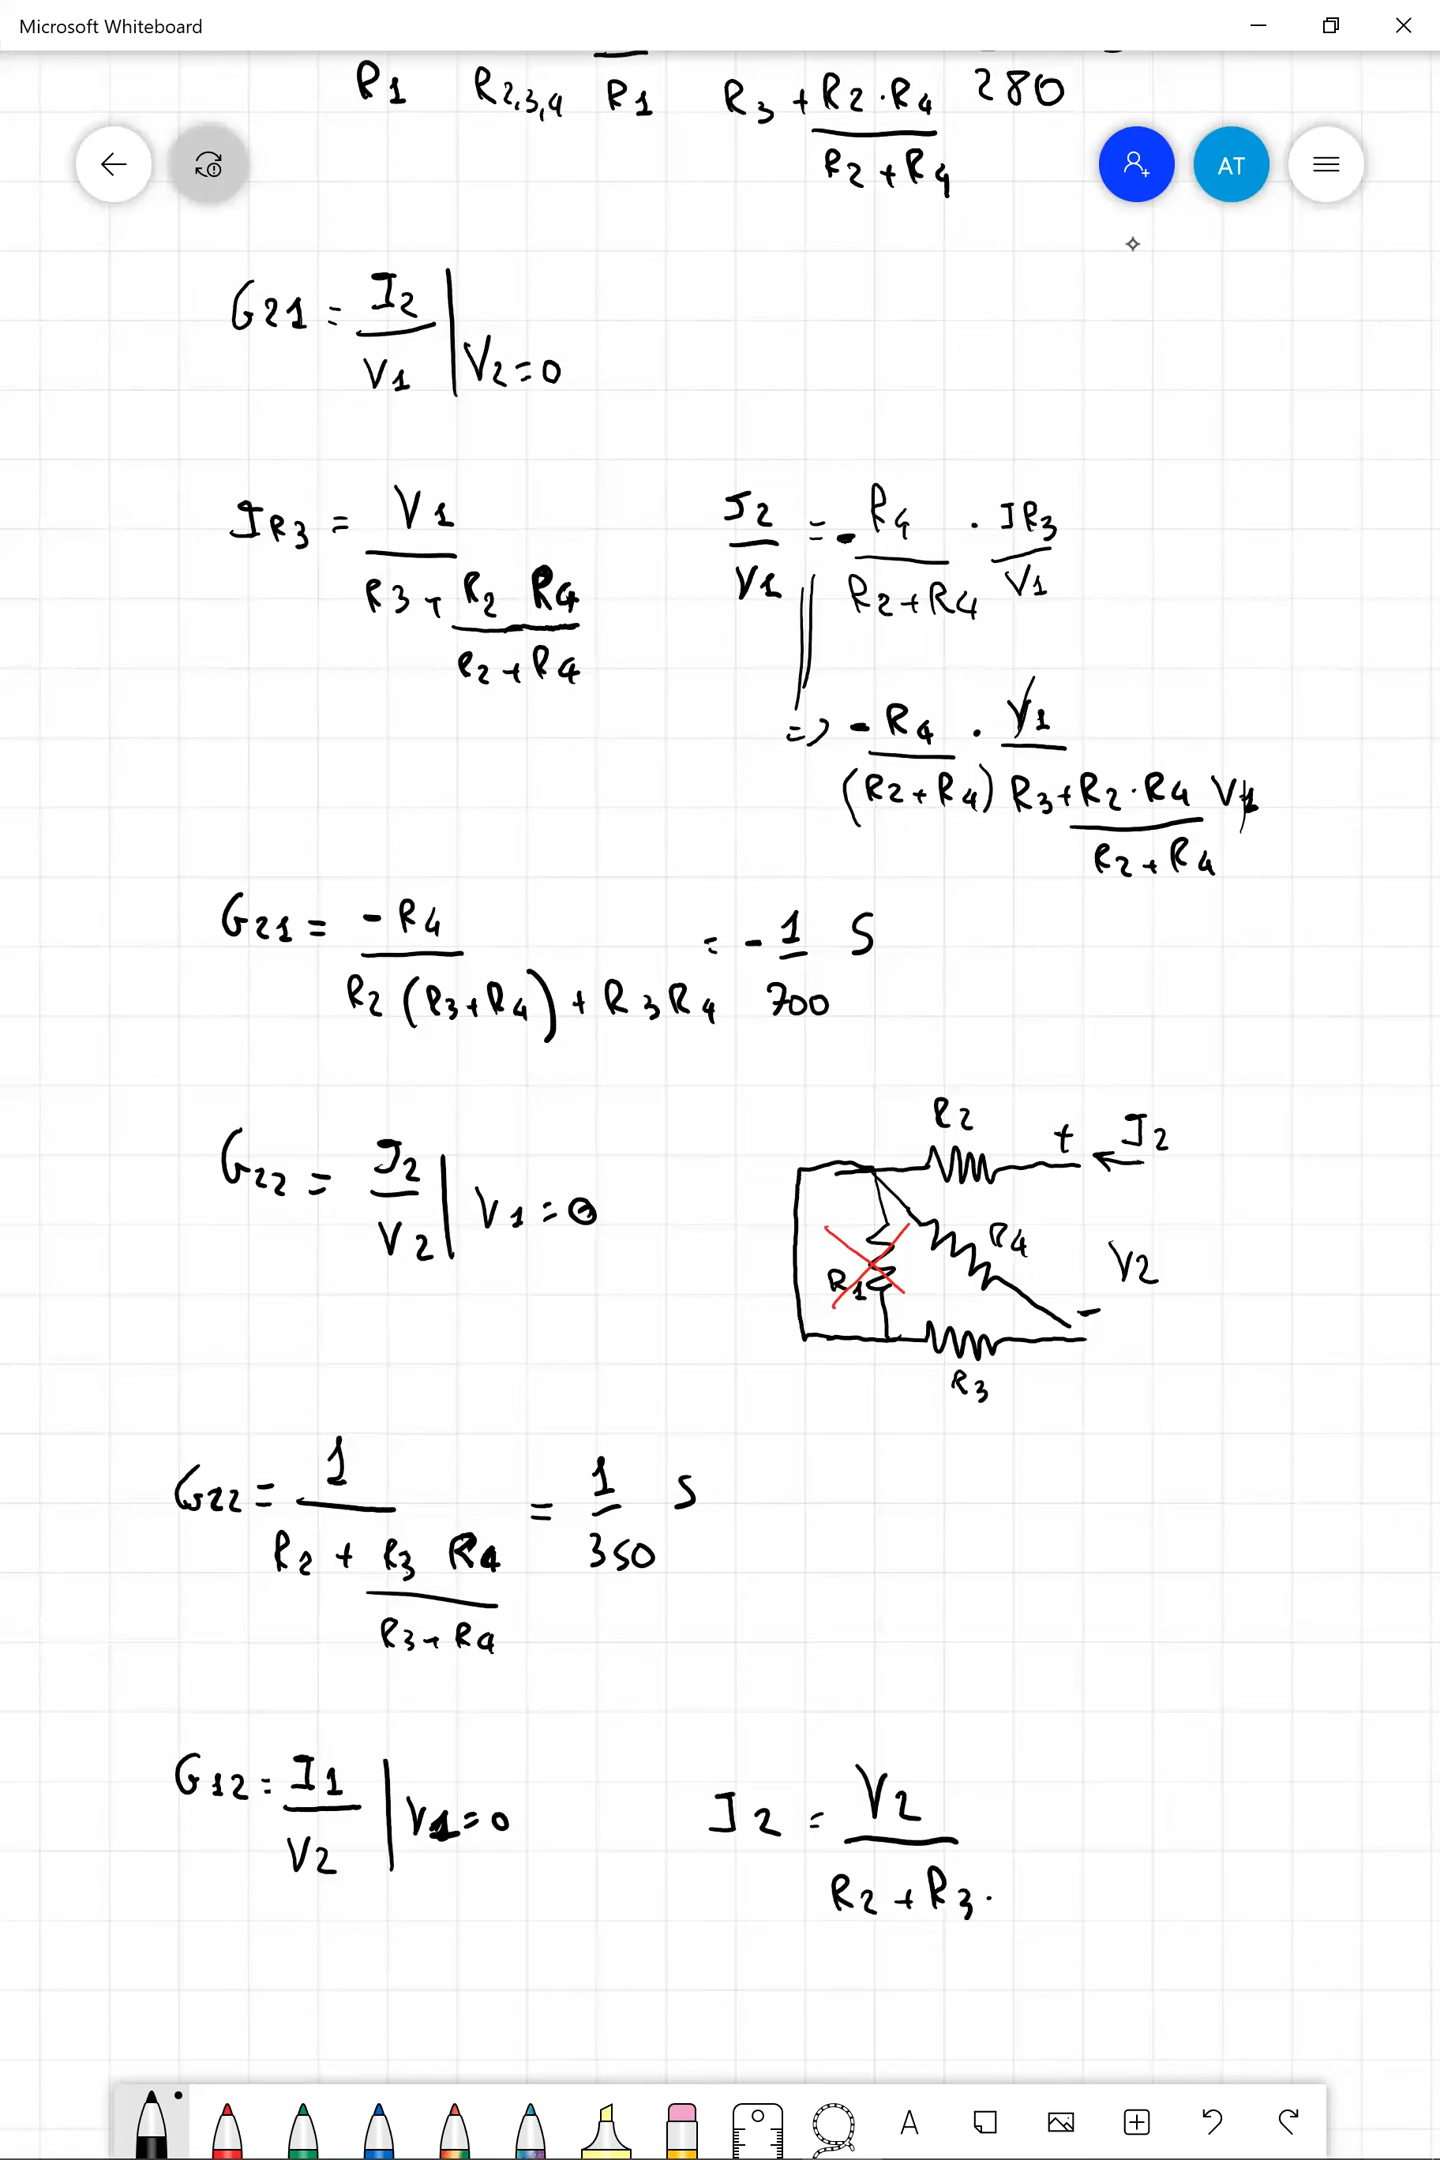 Microsoft Whiteboard
R1 R2,3,4 R1 R3 + R2 · R4 280
R2 + R4
AT
G21 = I2
V1 V2 = 0
IR3 = V1
R3 + R2 R4
R2 + R4
I2 = - R4 · IR3
V1 R2 + R4 V1
=> - R4 · V1
(R2 + R4) R3 + R2 · R4 V1
R2 + R4
G21 = - R4 = - 1 S
R2 (R3 + R4) + R3 R4 700
G22 = I2
V2 V1 = 0
R2 t I2
R4
R1 V2
-
R3
G22 = 1 = 1 S
R2 + R3 R4 350
R3 + R4
G12 = I1
V2 V1 = 0
I2 = V2
R2 + R3 ·
A